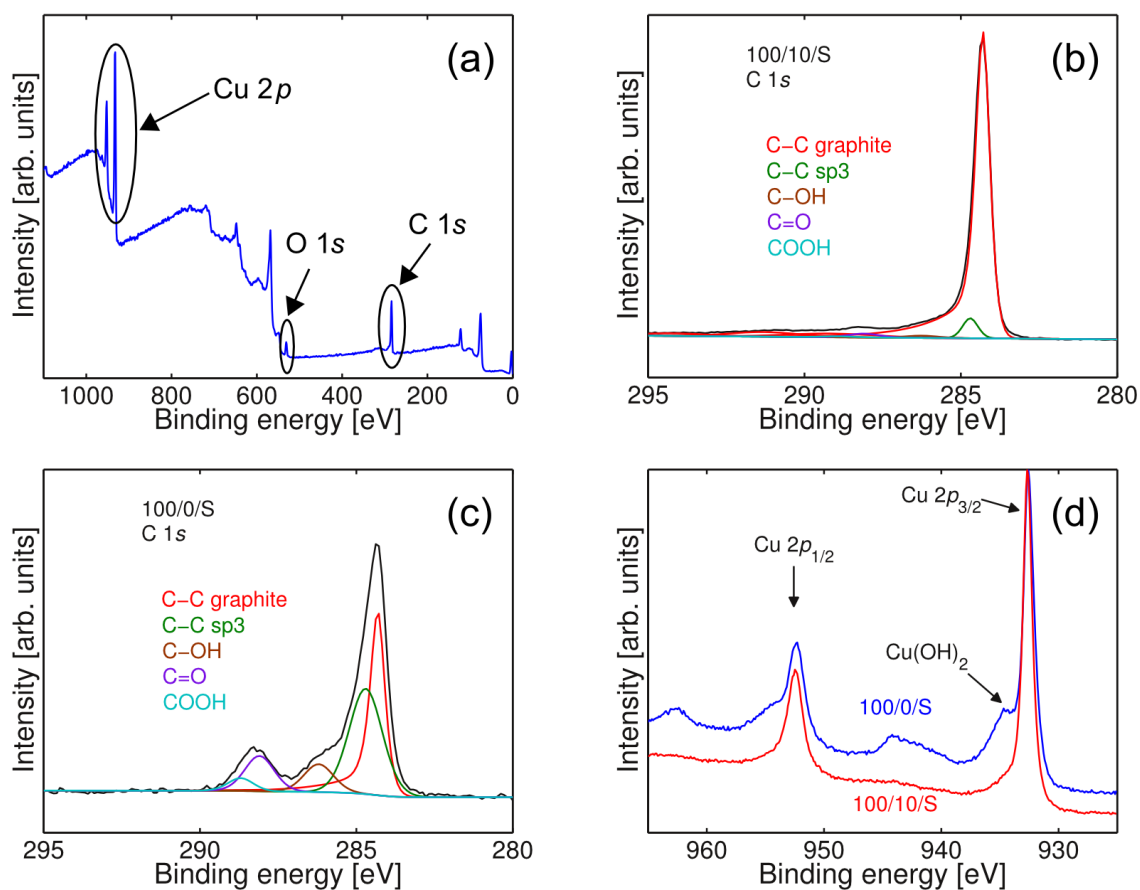 (a)
Cu 2p
O 1s
C 1s
Intensity [arb. units]
1000 800 600 400 200 0
Binding energy [eV]
(b)
100/10/S
C 1s
C−C graphite
C−C sp3
C−OH
C=O
COOH
Intensity [arb. units]
295 290 285 280
Binding energy [eV]
(c)
100/0/S
C 1s
C−C graphite
C−C sp3
C−OH
C=O
COOH
Intensity [arb. units]
295 290 285 280
Binding energy [eV]
(d)
Cu 2p3/2
Cu 2p1/2
Cu(OH)2
100/0/S
100/10/S
Intensity [arb. units]
960 950 940 930
Binding energy [eV]